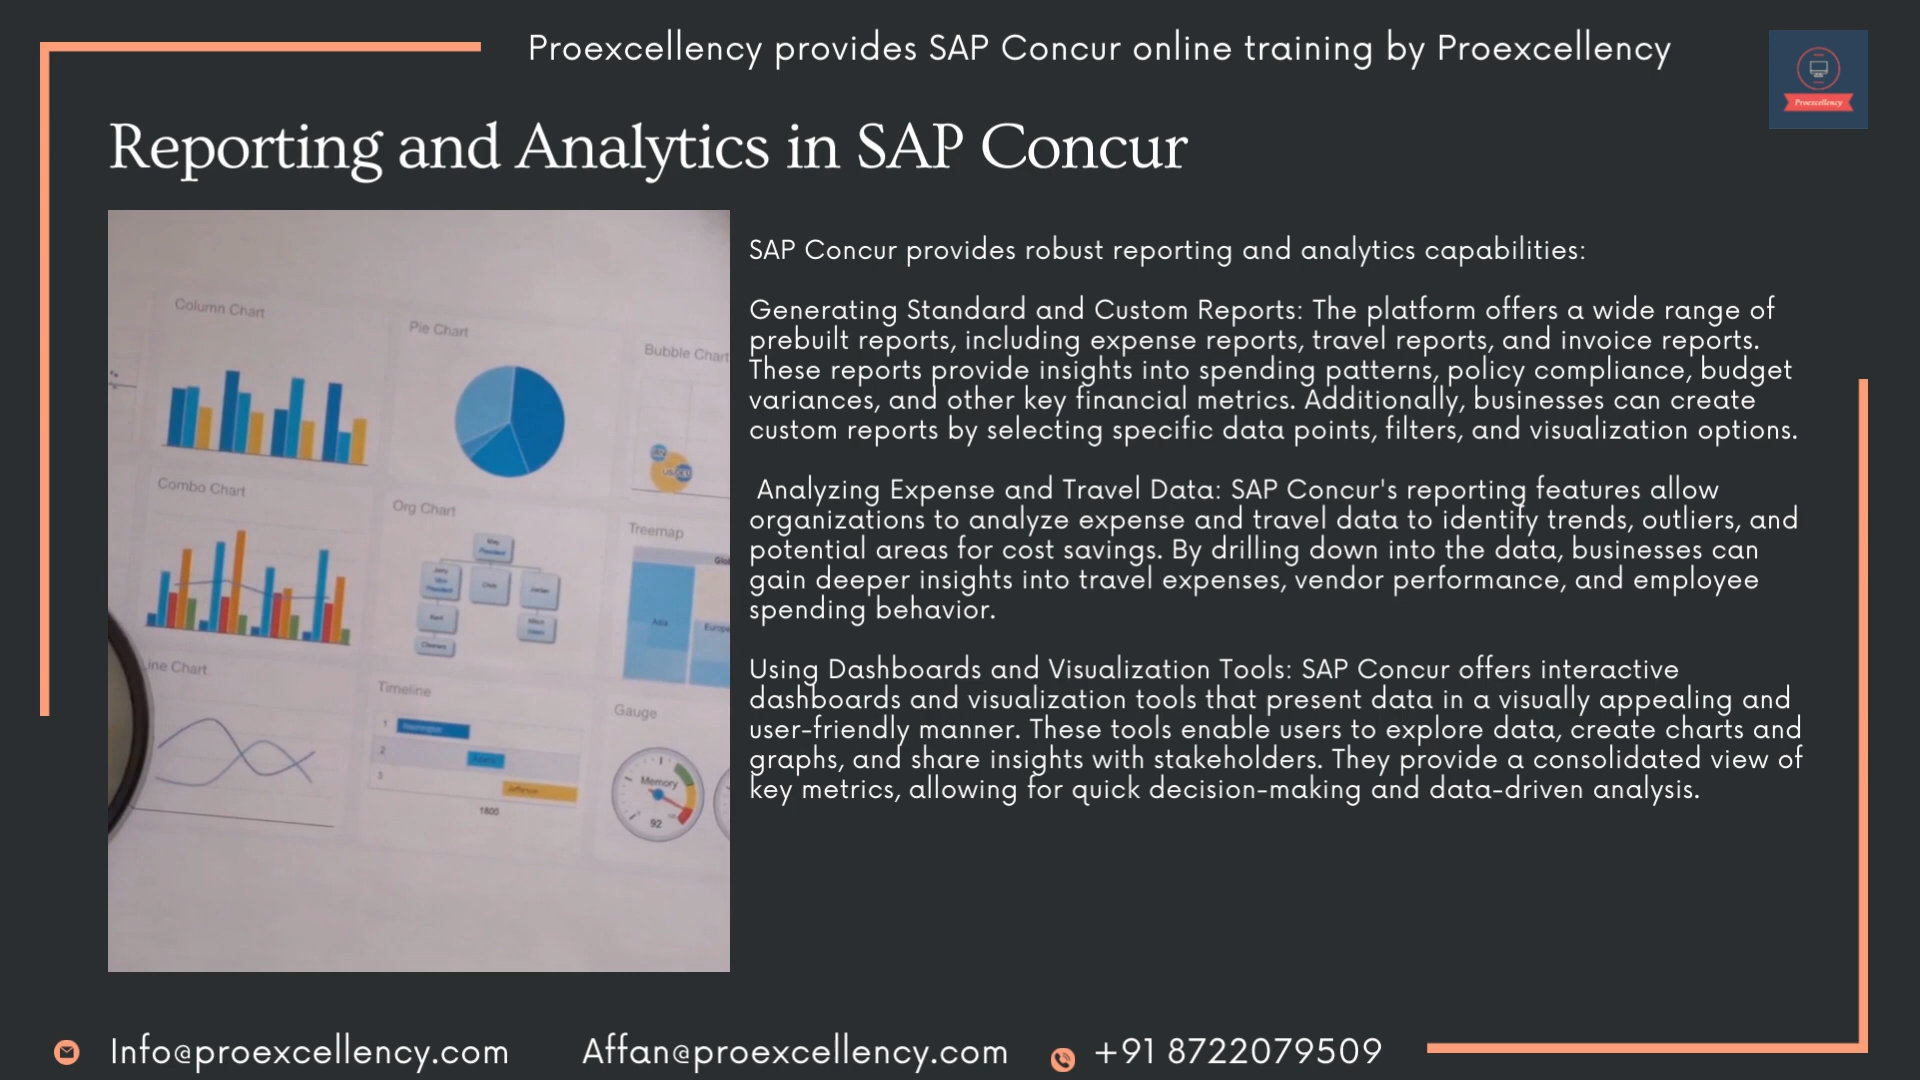 Proexcellency provides SAP Concur online training by Proexcellency
Proexcellency
Reporting and Analytics in SAP Concur
Column Chart
Pie Chart
Bubble Chart
Combo Chart
Org Chart
Treemap
Asia
Europe
ine Chart
Timeline
1
2
3
1800
Gauge
Memory
92
SAP Concur provides robust reporting and analytics capabilities:
Generating Standard and Custom Reports: The platform offers a wide range of
prebuilt reports, including expense reports, travel reports, and invoice reports.
These reports provide insights into spending patterns, policy compliance, budget
variances, and other key financial metrics. Additionally, businesses can create
custom reports by selecting specific data points, filters, and visualization options.
Analyzing Expense and Travel Data: SAP Concur's reporting features allow
organizations to analyze expense and travel data to identify trends, outliers, and
potential areas for cost savings. By drilling down into the data, businesses can
gain deeper insights into travel expenses, vendor performance, and employee
spending behavior.
Using Dashboards and Visualization Tools: SAP Concur offers interactive
dashboards and visualization tools that present data in a visually appealing and
user-friendly manner. These tools enable users to explore data, create charts and
graphs, and share insights with stakeholders. They provide a consolidated view of
key metrics, allowing for quick decision-making and data-driven analysis.
Info@proexcellency.com
Affan@proexcellency.com
+91 8722079509